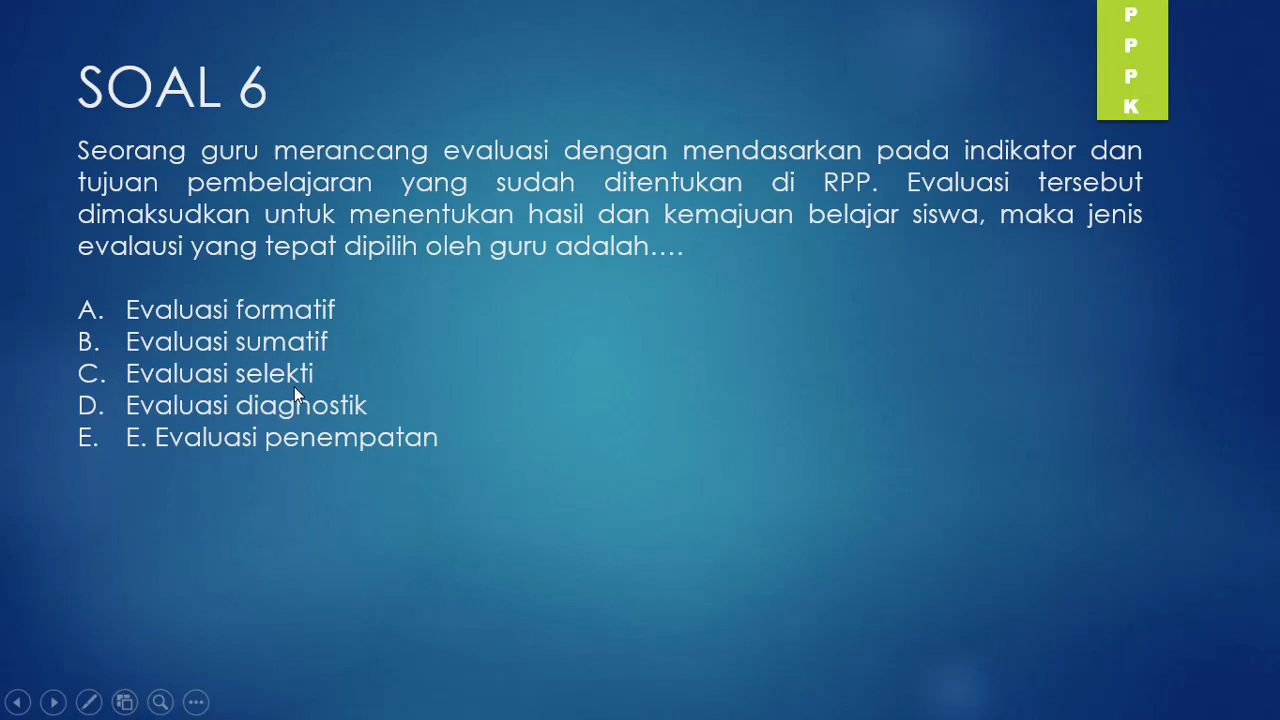 P
P
P
K
SOAL 6
Seorang guru merancang evaluasi dengan mendasarkan pada indikator dan
tujuan pembelajaran yang sudah ditentukan di RPP. Evaluasi tersebut
dimaksudkan untuk menentukan hasil dan kemajuan belajar siswa, maka jenis
evalausi yang tepat dipilih oleh guru adalah….
A. Evaluasi formatif
B. Evaluasi sumatif
C. Evaluasi selekti
D. Evaluasi diagnostik
E. E. Evaluasi penempatan